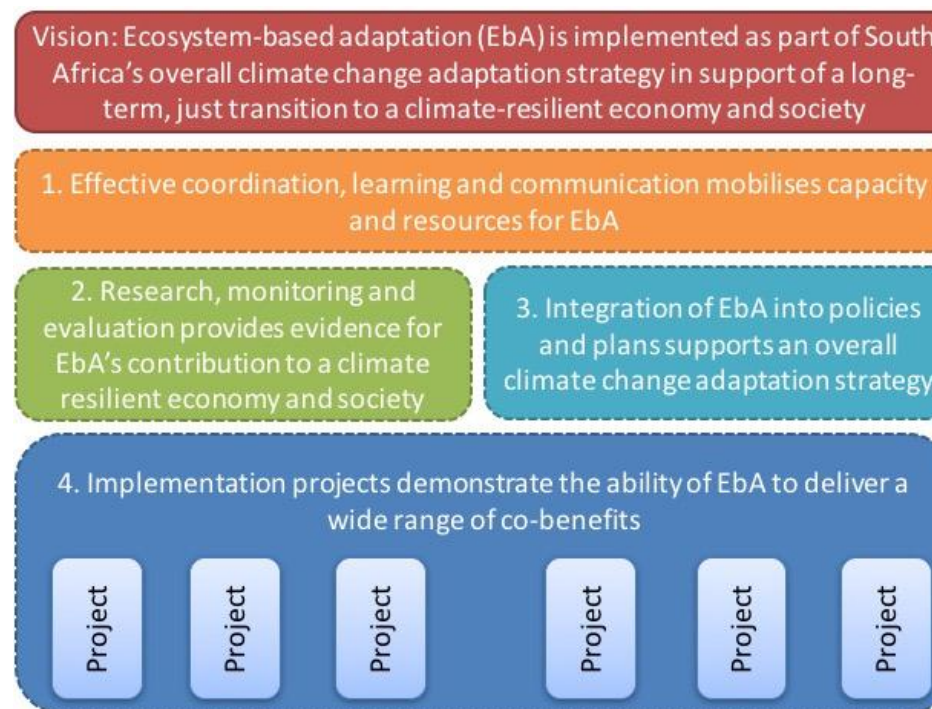 Vision: Ecosystem-based adaptation (EbA) is implemented as part of South
Africa's overall climate change adaptation strategy in support of a long-
term, just transition to a climate-resilient economy and society
1. Effective coordination, learning and communication mobilises capacity
and resources for EbA
2. Research, monitoring and
evaluation provides evidence for
EbA's contribution to a climate
resilient economy and society
3. Integration of EbA into policies
and plans supports an overall
climate change adaptation strategy
4. Implementation projects demonstrate the ability of EbA to deliver a
wide range of co-benefits
Project
Project
Project
Project
Project
Project